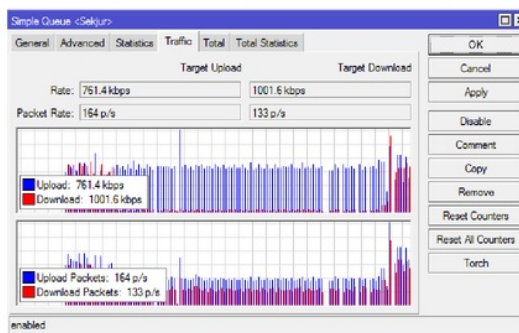 Simple Queue <Sekjur>
General Advanced Statistics Traffic Total Total Statistics
Target Upload Target Download
Rate: 761.4 kbps 1001.6 kbps
Packet Rate: 164 p/s 133 p/s
Upload: 761.4 kbps
Download: 1001.6 kbps
Upload Packets: 164 p/s
Download Packets: 133 p/s
OK
Cancel
Apply
Disable
Comment
Copy
Remove
Reset Counters
Reset All Counters
Torch
enabled